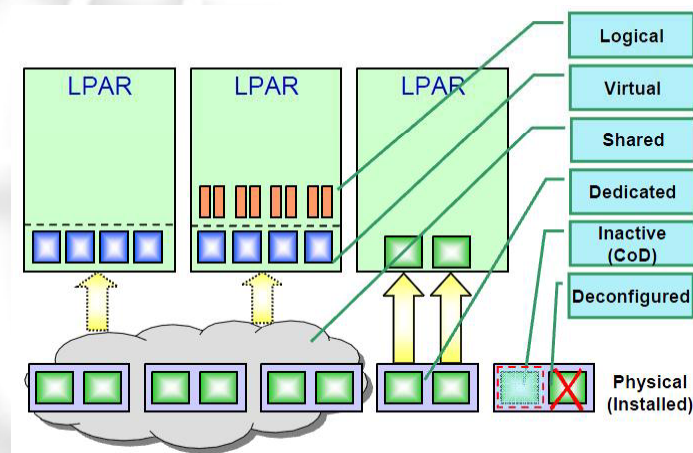 LPAR
LPAR
LPAR
Logical
Virtual
Shared
Dedicated
Inactive
(CoD)
Deconfigured
Physical
(Installed)